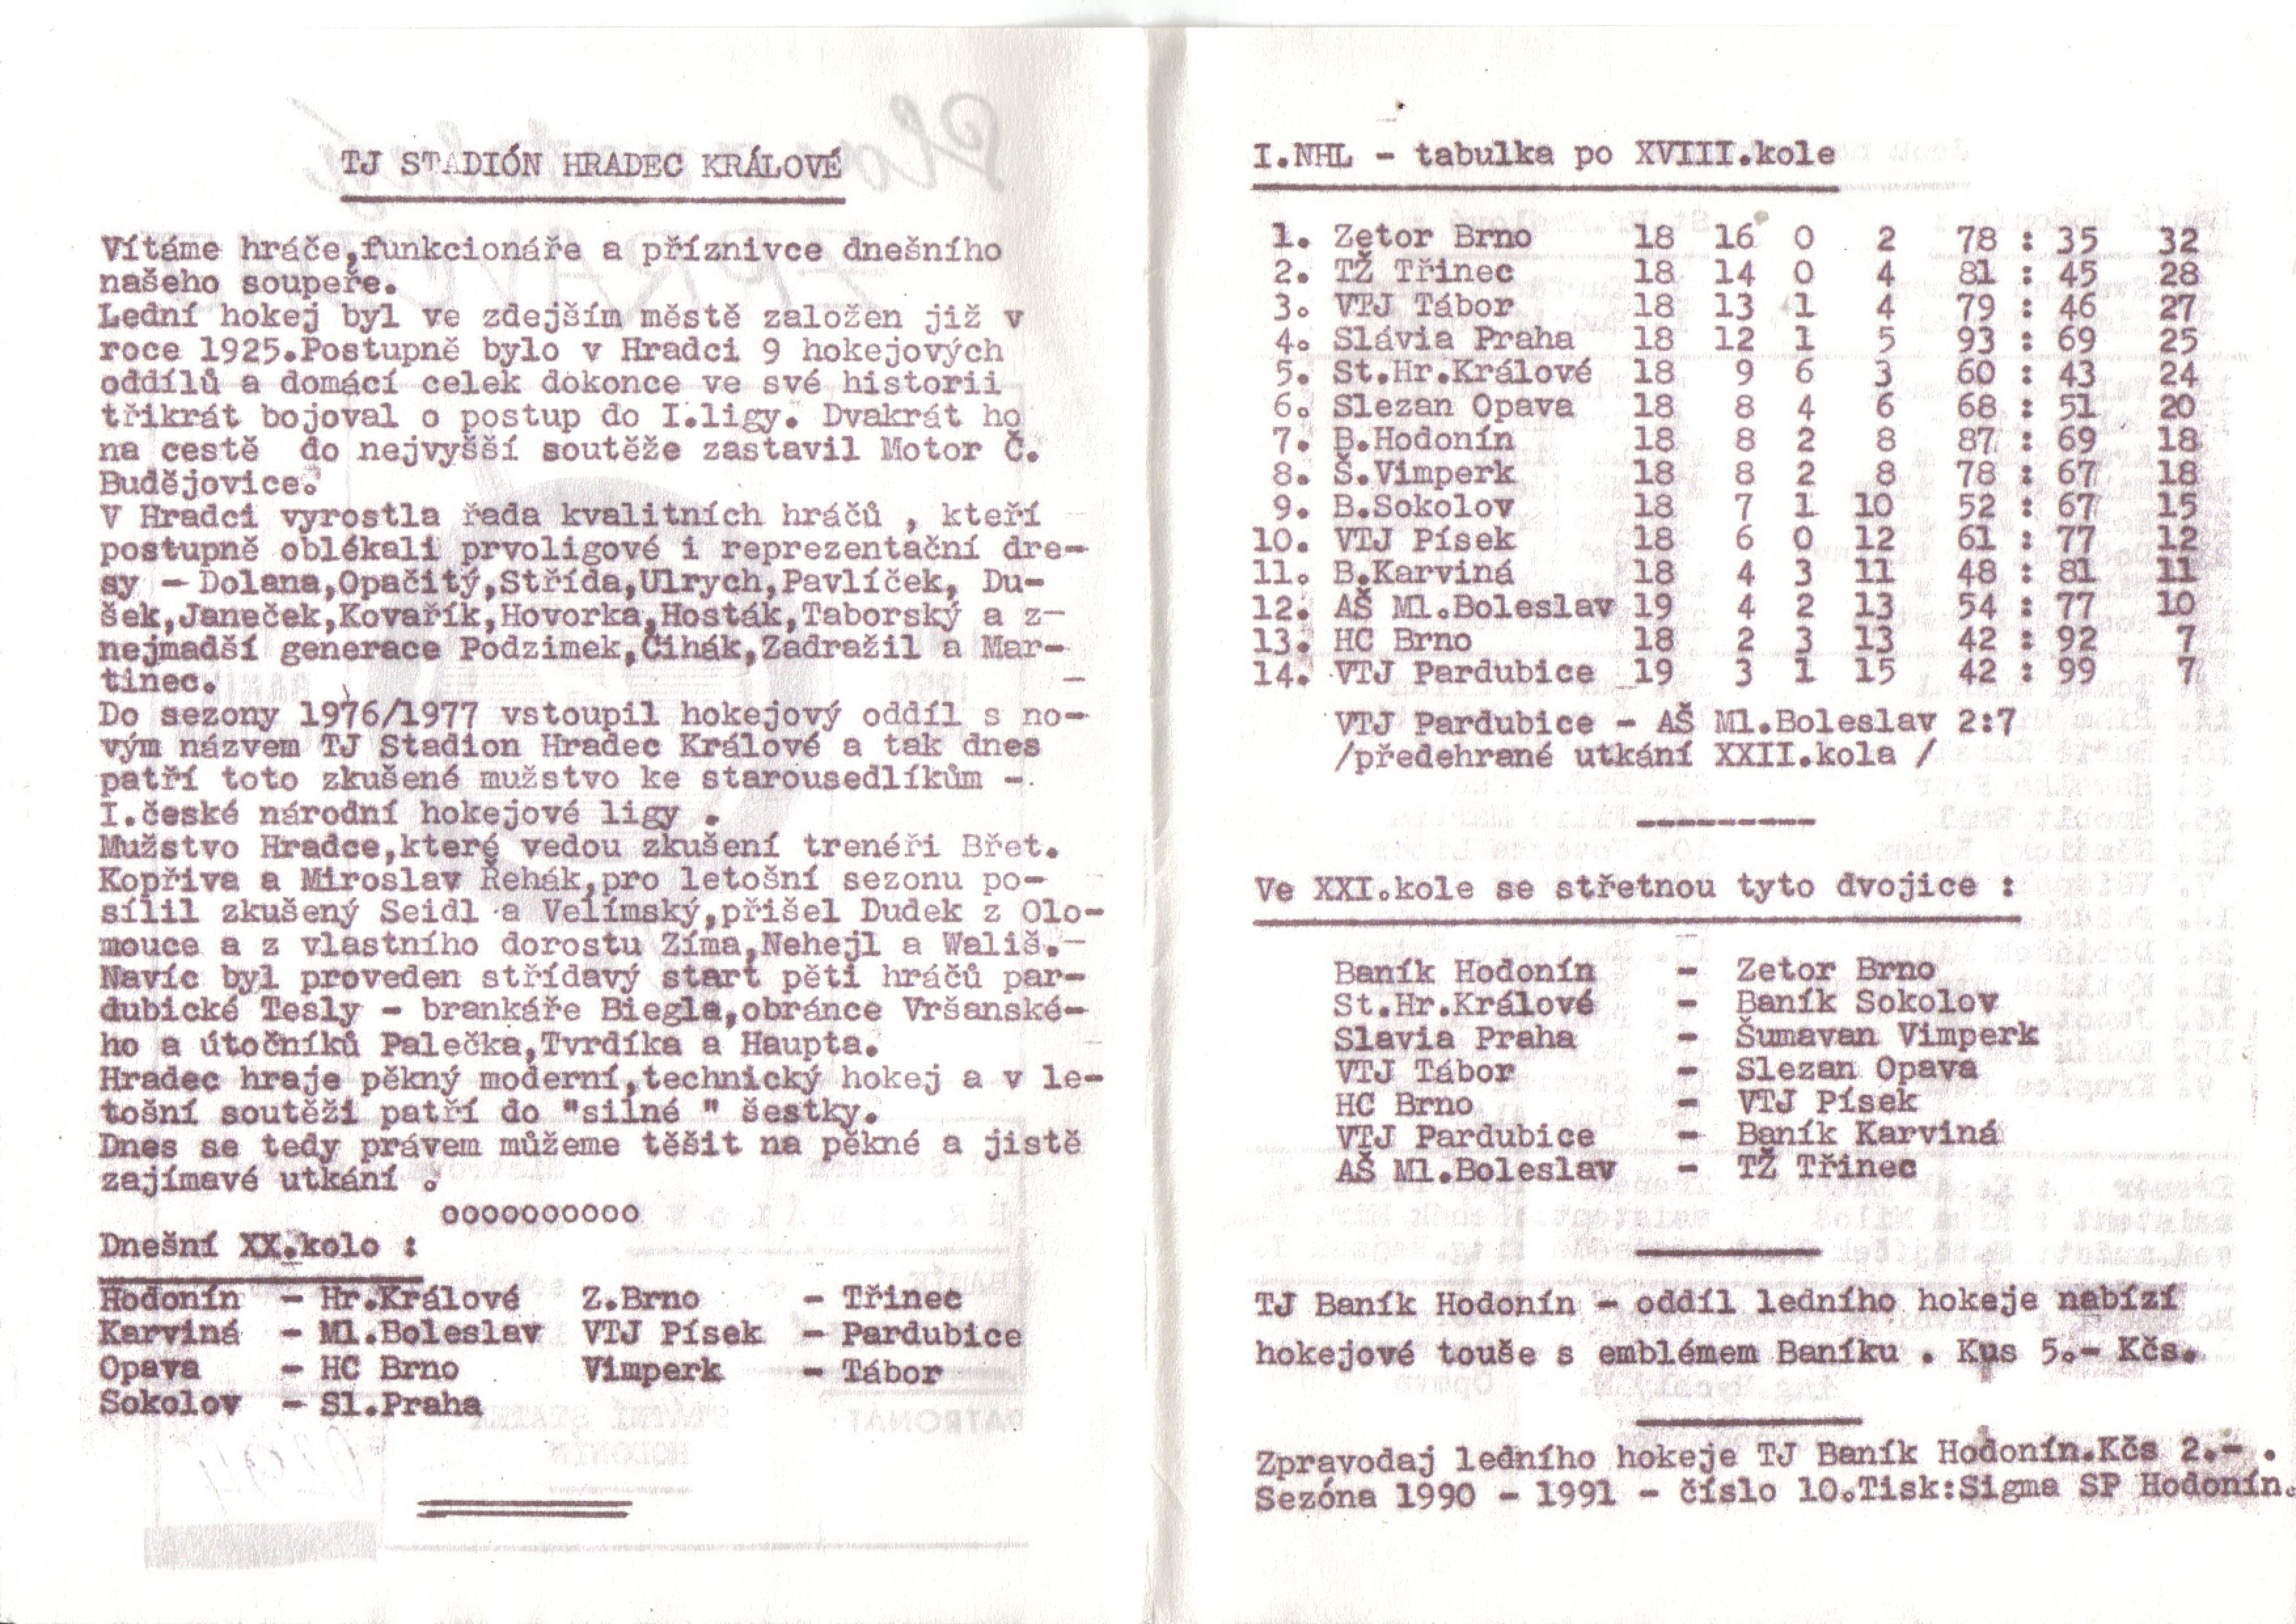 TJ STADIÓN HRADEC KRÁLOVÉ
Vítáme hráče,funkcionáře a příznivce dnešního
našeho soupeře.
Lední hokej byl ve zdejším městě založen již v
roce 1925.Postupně bylo v Hradci 9 hokejových
oddílů a domácí celek dokonce ve své historii
třikrát bojoval o postup do I.ligy. Dvakrát ho
na cestě do nejvyšší soutěže zastavil Motor Č.
Budějovice.
V Hradci vyrostla řada kvalitních hráčů , kteří
postupně oblékali prvoligové i reprezentační dre-
sy - Dolana,Opačitý,Střída,Ulrych,Pavlíček, Du-
šek,Janeček,Kovařík,Hovorka,Hosták,Taborský a z-
nejmadší generace Podzimek,Čihák,Zadražil a Mar-
tinec.
Do sezony 1976/1977 vstoupil hokejový oddíl s no-
vým názvem TJ Stadion Hradec Králové a tak dnes
patří toto zkušené mužstvo ke starousedlíkům -
I.české národní hokejové ligy .
Mužstvo Hradce,které vedou zkušení trenéři Břet.
Kopřiva a Miroslav Řehák,pro letošní sezonu po-
sílil zkušený Seidl a Velímský,přišel Dudek z Olo-
mouce a z vlastního dorostu Zíma,Nehejl a Wališ.-
Navíc byl proveden střídavý start pěti hráčů par-
dubické Tesly - brankáře Biegla,obránce Vršanské-
ho a útočníků Palečka,Tvrdíka a Haupta.
Hradec hraje pěkný moderní,technický hokej a v le-
tošní soutěži patří do "silné " šestky.
Dnes se tedy právem můžeme těšit na pěkné a jistě
zajímavé utkání .
oooooooooo
Dnešní XX.kolo :
Hodonín - Hr.Králové Z.Brno - Třinec
Karviná - Ml.Boleslav VTJ Písek - Pardubice
Opava - HC Brno Vimperk - Tábor
Sokolov - Sl.Praha
I.NHL - tabulka po XVIII.kole
1. Zetor Brno 18 16 0 2 78 : 35 32
2. TŽ Třinec 18 14 0 4 81 : 45 28
3. VTJ Tábor 18 13 1 4 79 : 46 27
4. Slávia Praha 18 12 1 5 93 : 69 25
5. St.Hr.Králové 18 9 6 3 60 : 43 24
6. Slezan Opava 18 8 4 6 68 : 51 20
7. B.Hodonín 18 8 2 8 87 : 69 18
8. Š.Vimperk 18 8 2 8 78 : 67 18
9. B.Sokolov 18 7 1 10 52 : 67 15
10. VTJ Písek 18 6 0 12 61 : 77 12
11. B.Karviná 18 4 3 11 48 : 81 11
12. AŠ Ml.Boleslav 19 4 2 13 54 : 77 10
13. HC Brno 18 2 3 13 42 : 92 7
14. VTJ Pardubice 19 3 1 15 42 : 99 7
VTJ Pardubice - AŠ Ml.Boleslav 2:7
/předehrané utkání XXII.kola /
Ve XXI.kole se střetnou tyto dvojice :
Baník Hodonín - Zetor Brno
St.Hr.Králové - Baník Sokolov
Slavia Praha - Šumavan Vimperk
VTJ Tábor - Slezan Opava
HC Brno - VTJ Písek
VTJ Pardubice - Baník Karviná
AŠ Ml.Boleslav - TŽ Třinec
TJ Baník Hodonín - oddíl ledního hokeje nabízí
hokejové touše s emblémem Baníku . Kus 5.- Kčs.
Zpravodaj ledního hokeje TJ Baník Hodonín.Kčs 2.- .
Sezóna 1990 - 1991 - číslo 10.Tisk:Sigma SP Hodonín.